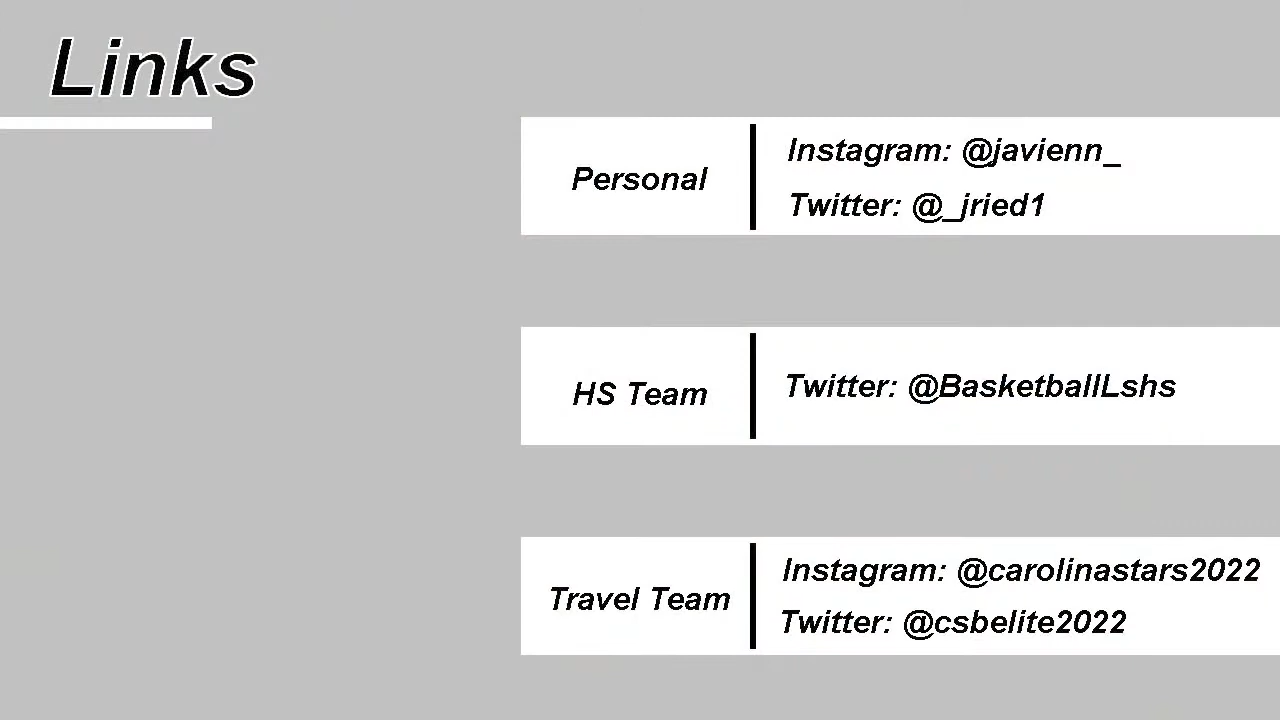 Links
Personal
Instagram: @javienn_
Twitter: @_jried1
HS Team
Twitter: @BasketballLshs
Travel Team
Instagram: @carolinastars2022
Twitter: @csbelite2022